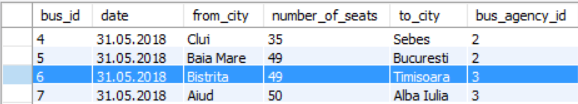 bus_id date from_city number_of_seats to_city bus_agency_id
4 31.05.2018 Cluj 35 Sebes 2
5 31.05.2018 Baia Mare 49 Bucuresti 2
6 31.05.2018 Bistrita 49 Timisoara 3
7 31.05.2018 Aiud 50 Alba Iulia 3